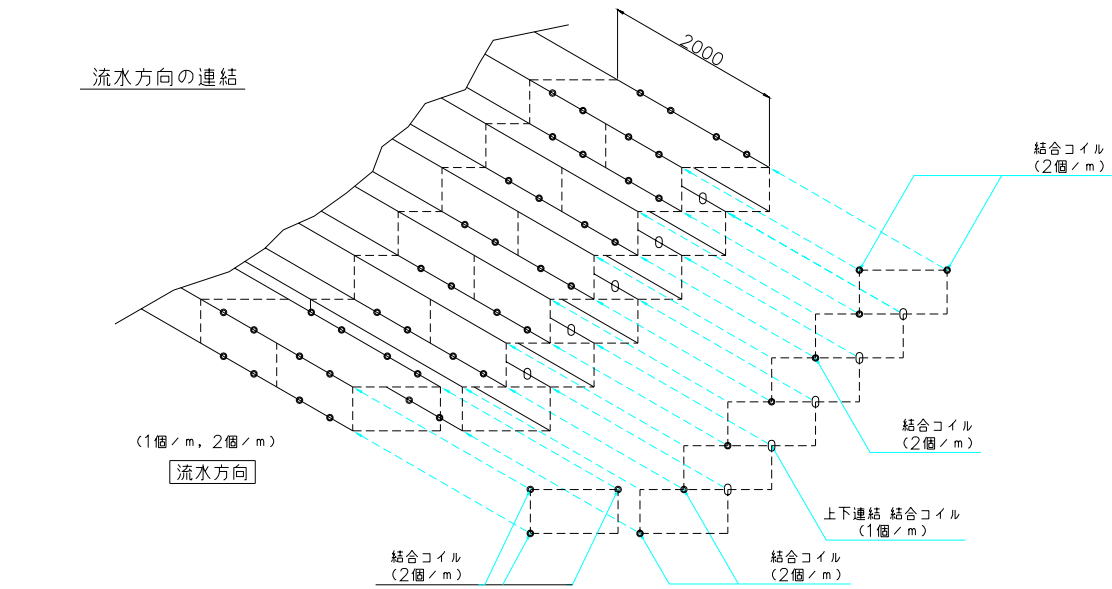 流水方向の連結
2000
結合コイル
(2個/m)
結合コイル
(2個/m)
(1個/m, 2個/m)
流水方向
上下連結 結合コイル
(1個/m)
結合コイル
(2個/m)
結合コイル
(2個/m)